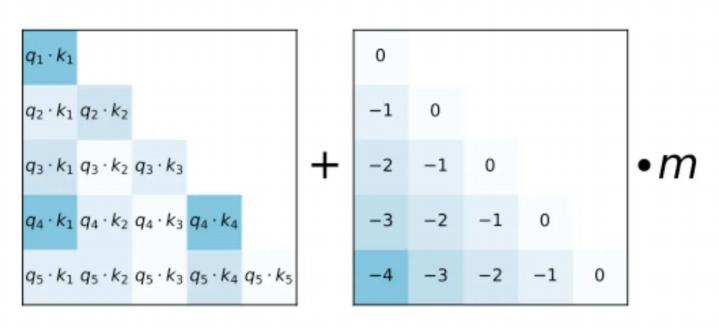 q₁ · k₁
q₂ · k₁ q₂ · k₂
q₃ · k₁ q₃ · k₂ q₃ · k₃
q₄ · k₁ q₄ · k₂ q₄ · k₃ q₄ · k₄
q₅ · k₁ q₅ · k₂ q₅ · k₃ q₅ · k₄ q₅ · k₅
+
0
−1 0
−2 −1 0
−3 −2 −1 0
−4 −3 −2 −1 0
• m